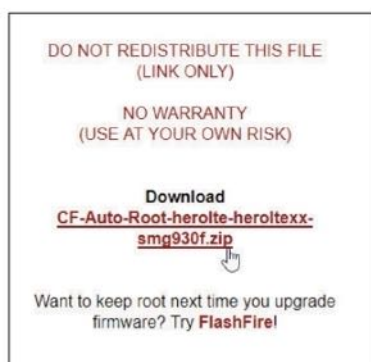 DO NOT REDISTRIBUTE THIS FILE
(LINK ONLY)
NO WARRANTY
(USE AT YOUR OWN RISK)
Download
CF-Auto-Root-herolte-heroltexx-
smg930f.zip
Want to keep root next time you upgrade
firmware? Try FlashFire!